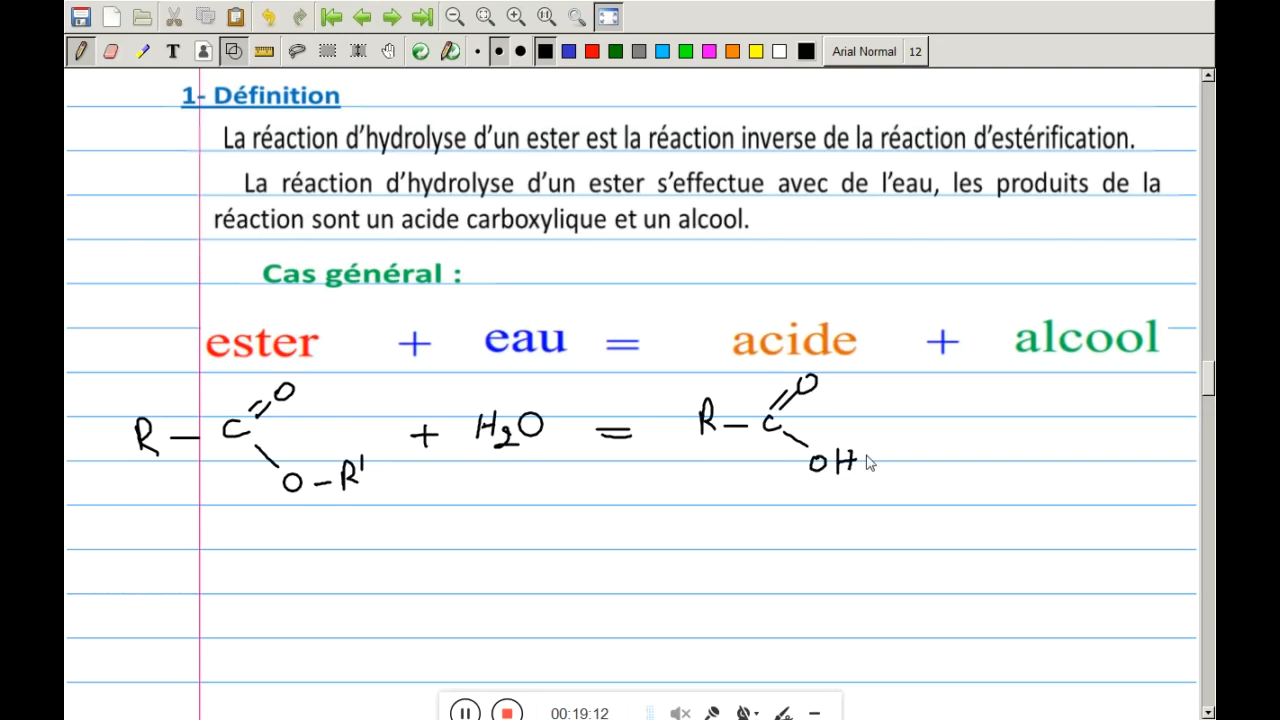 Arial Normal 12
1- Définition
La réaction d’hydrolyse d’un ester est la réaction inverse de la réaction d’estérification.
La réaction d’hydrolyse d’un ester s’effectue avec de l’eau, les produits de la
réaction sont un acide carboxylique et un alcool.
Cas général :
ester + eau = acide + alcool
O O
R – C + H2O = R – C
O – R' OH
00:19:12